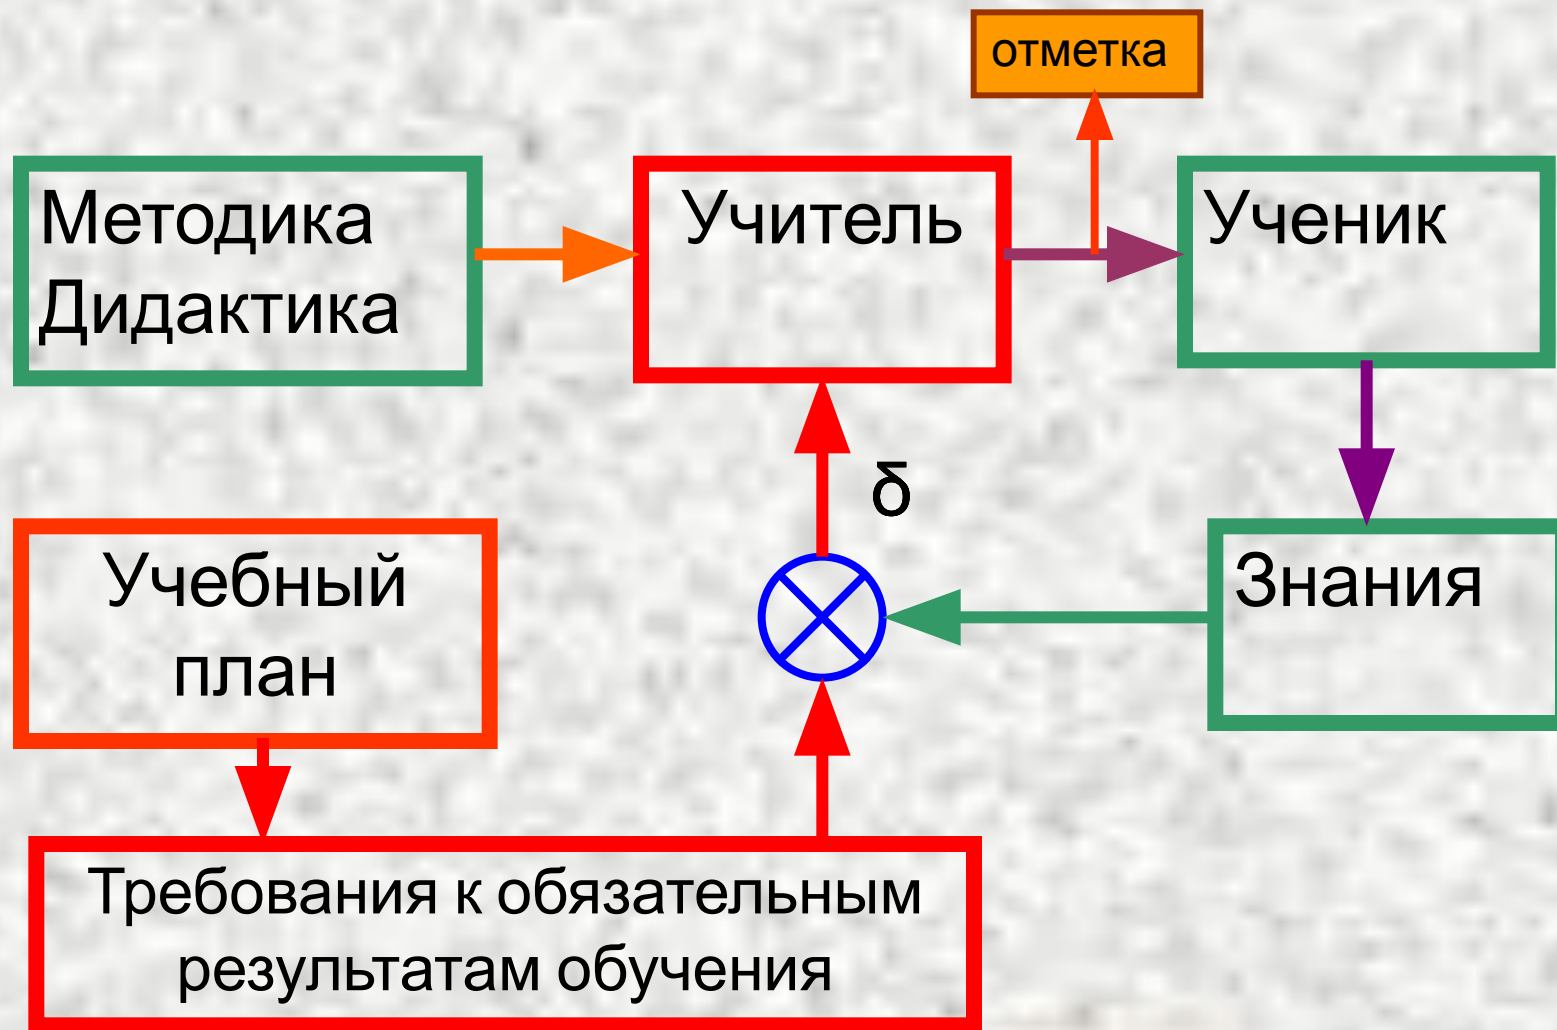 отметка
Методика
Дидактика
Учитель
Ученик
δ
Учебный
план
Знания
Требования к обязательным
результатам обучения